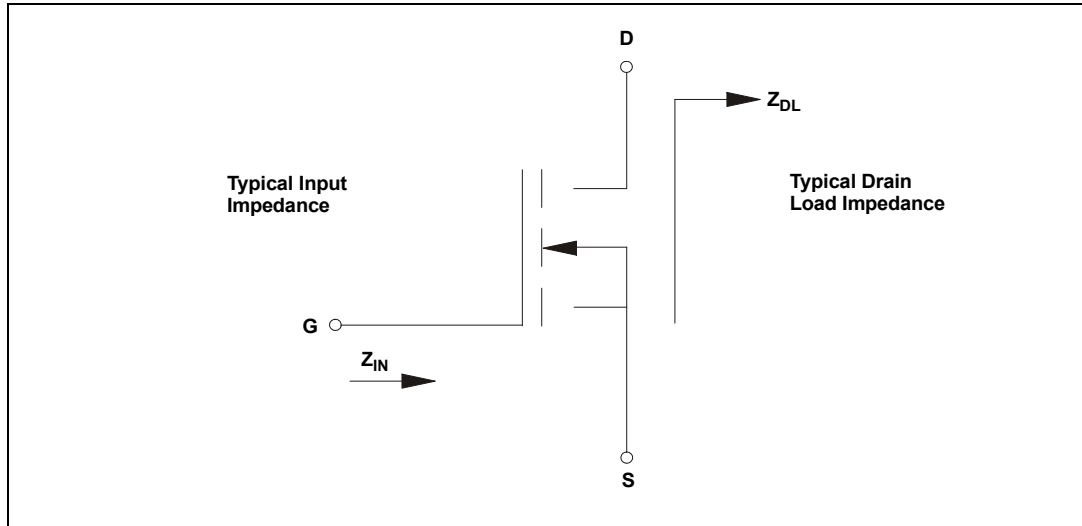 D
Z_DL
Typical Input
Impedance
Typical Drain
Load Impedance
G
Z_IN
S